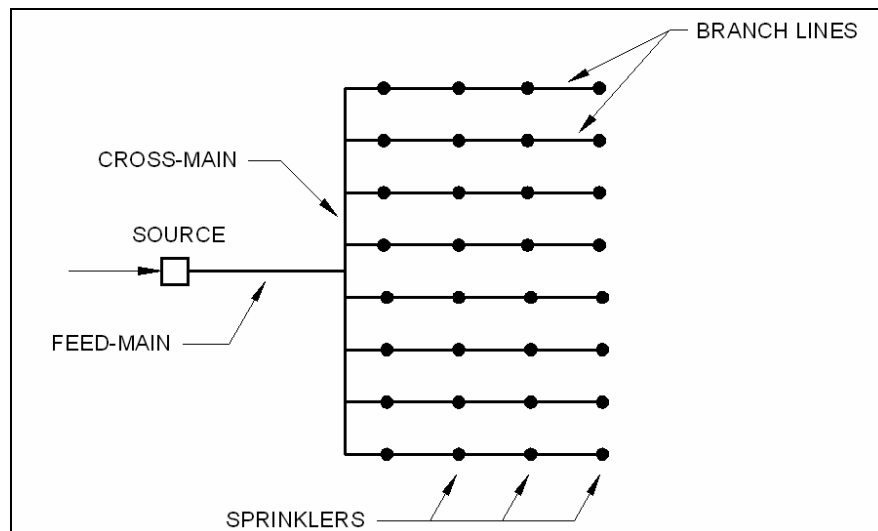 BRANCH LINES
CROSS-MAIN
SOURCE
FEED-MAIN
SPRINKLERS